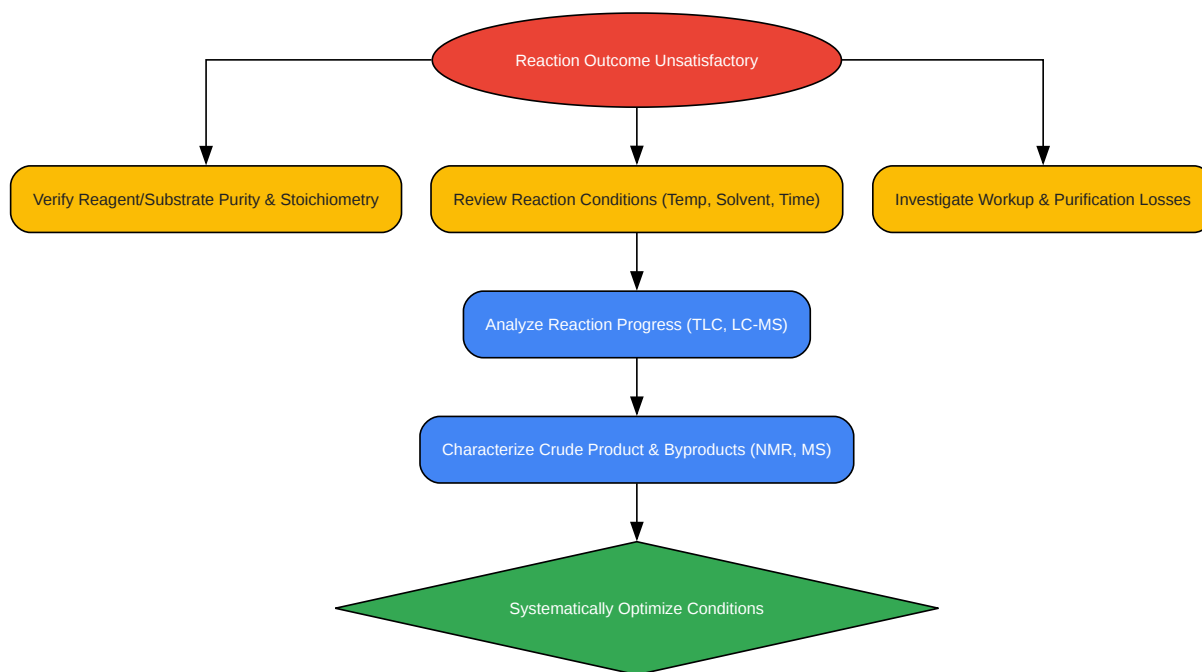 Reaction Outcome Unsatisfactory
Verify Reagent/Substrate Purity & Stoichiometry
Review Reaction Conditions (Temp, Solvent, Time)
Investigate Workup & Purification Losses
Analyze Reaction Progress (TLC, LC-MS)
Characterize Crude Product & Byproducts (NMR, MS)
Systematically Optimize Conditions